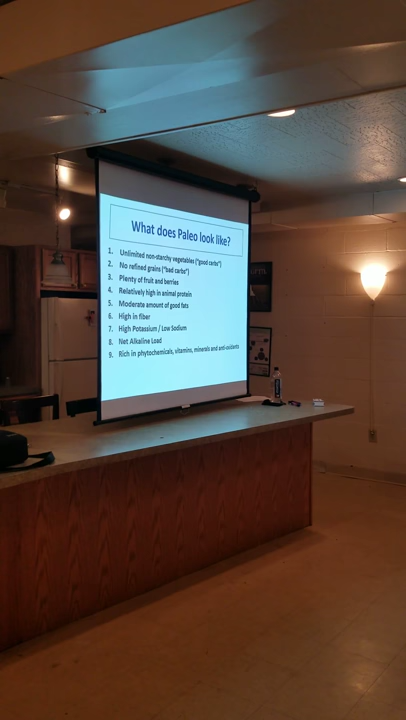 What does Paleo look like?
1. Unlimited non-starchy vegetables ("good carbs")
2. No refined grains ("bad carbs")
3. Plenty of fruit and berries
4. Relatively high in animal protein
5. Moderate amount of good fats
6. High in fiber
7. High Potassium / Low Sodium
8. Net Alkaline Load
9. Rich in phytochemicals, vitamins, minerals and anti-oxidants